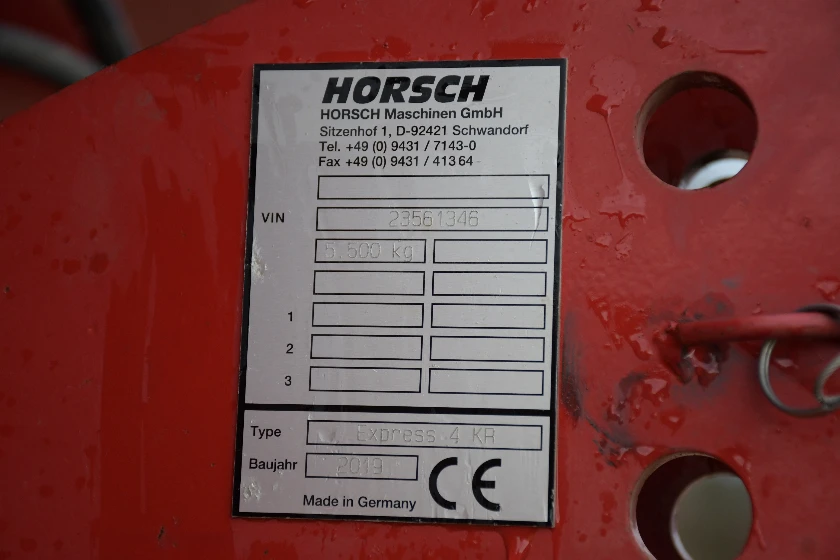 HORSCH
HORSCH Maschinen GmbH
Sitzenhof 1, D-92421 Schwandorf
Tel. +49 (0) 9431 / 7143-0
Fax +49 (0) 9431 / 413 64
VIN 23561346
5.500 kg
1
2
3
Type Express 4 KR
Baujahr 2019
CE
Made in Germany